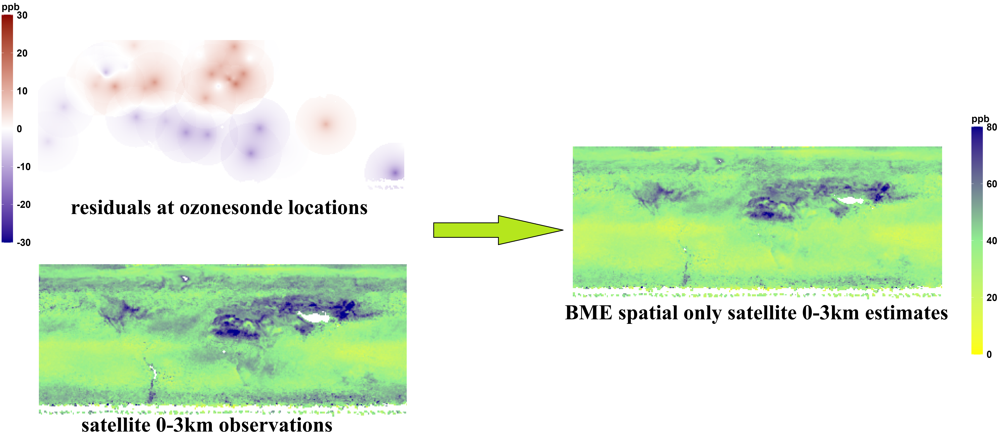 ppb
30
20
10
0
-10
-20
-30
residuals at ozonesonde locations
satellite 0-3km observations
BME spatial only satellite 0-3km estimates
ppb
80
60
40
20
0